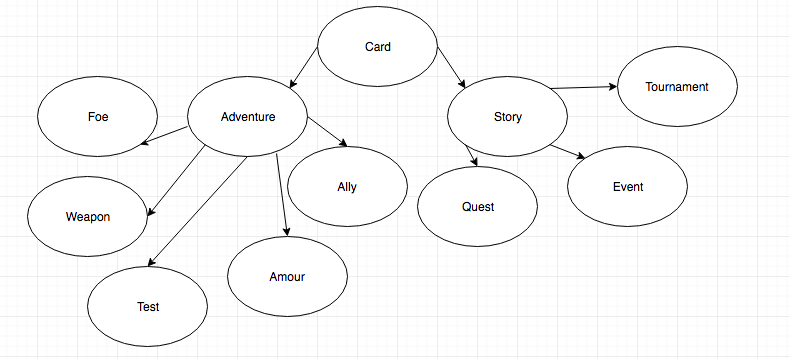 Card
Tournament
Foe
Adventure
Story
Ally
Event
Quest
Weapon
Amour
Test